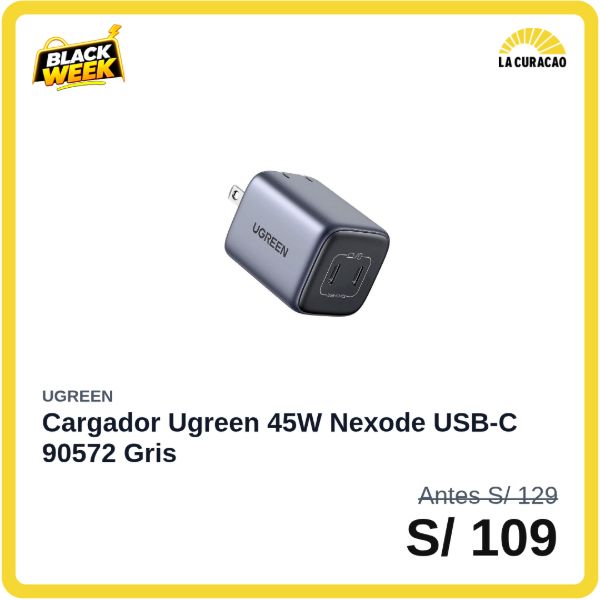 BLACK
WEEK
LA CURACAO
UGREEN
UGREEN
Cargador Ugreen 45W Nexode USB-C
90572 Gris
Antes S/ 129
S/ 109